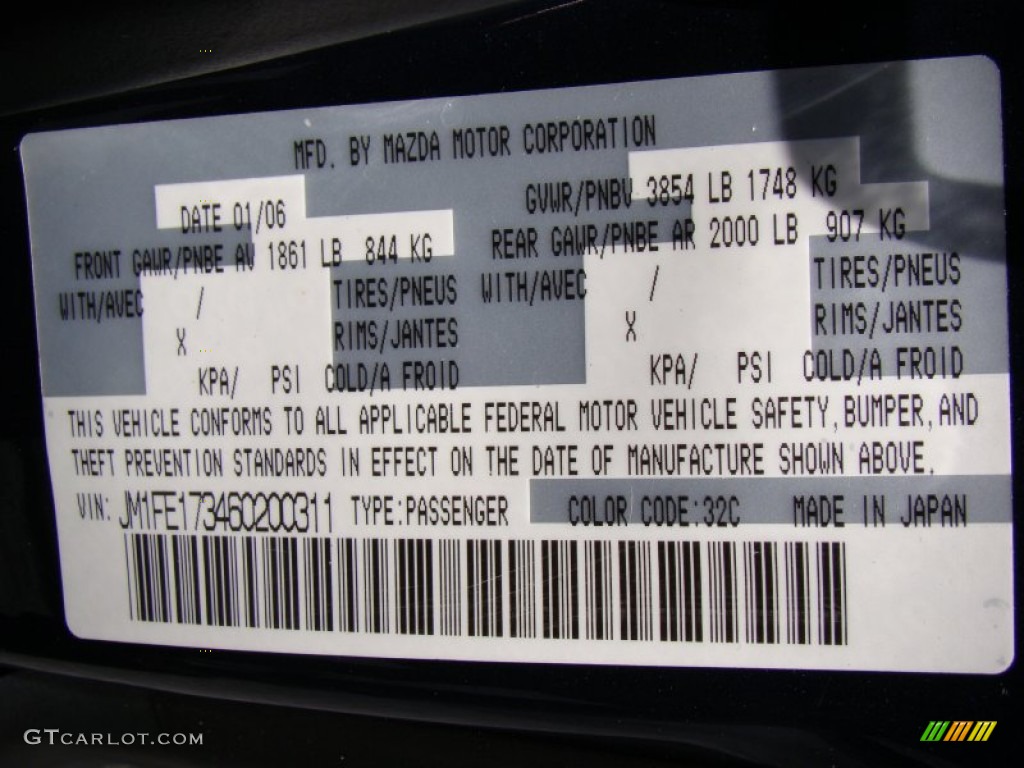 MFD. BY MAZDA MOTOR CORPORATION
DATE 01/06 GVWR/PNBV 3854 LB 1748 KG
FRONT GAWR/PNBE AV 1861 LB 844 KG REAR GAWR/PNBE AR 2000 LB 907 KG
WITH/AVEC / TIRES/PNEUS WITH/AVEC / TIRES/PNEUS
X RIMS/JANTES X RIMS/JANTES
KPA/ PSI COLD/A FROID KPA/ PSI COLD/A FROID
THIS VEHICLE CONFORMS TO ALL APPLICABLE FEDERAL MOTOR VEHICLE SAFETY, BUMPER, AND
THEFT PREVENTION STANDARDS IN EFFECT ON THE DATE OF MANUFACTURE SHOWN ABOVE.
VIN: JM1FE173460200311 TYPE:PASSENGER COLOR CODE:32C MADE IN JAPAN
GTCARLOT.COM